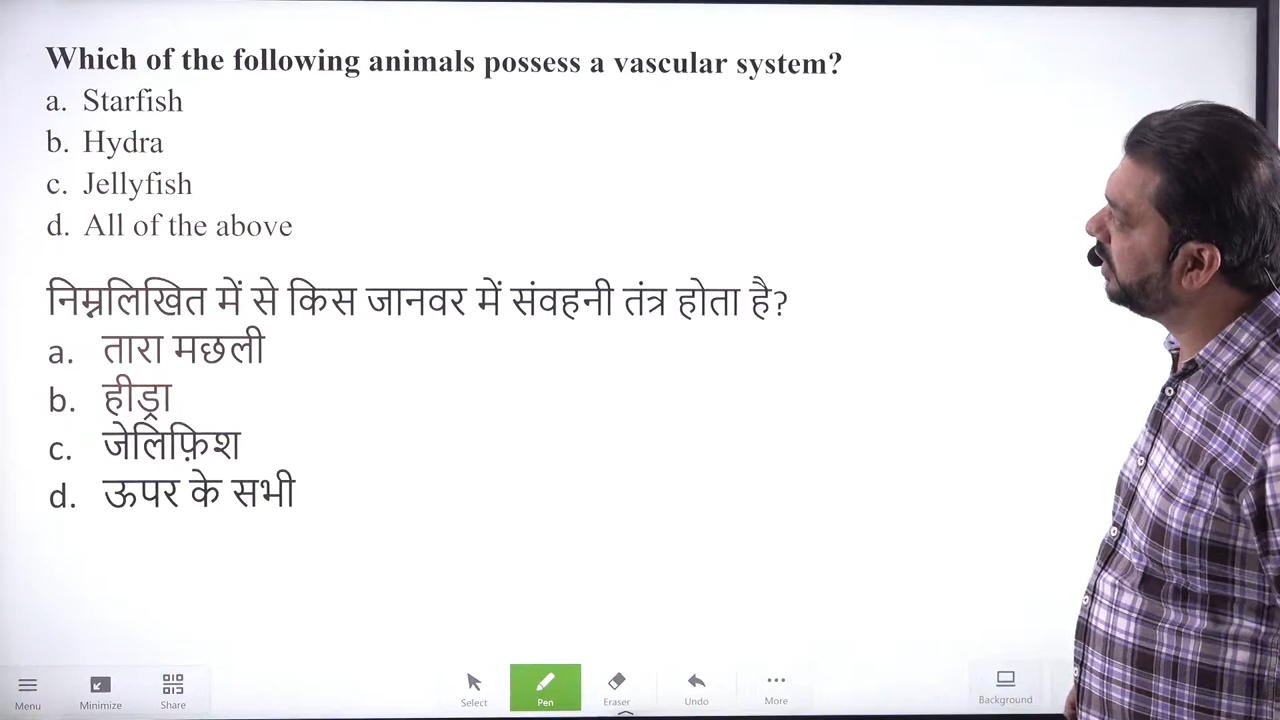 Which of the following animals possess a vascular system?
a. Starfish
b. Hydra
c. Jellyfish
d. All of the above
निम्नलिखित में से किस जानवर में संवहनी तंत्र होता है?
a. तारा मछली
b. हीड्रा
c. जेलिफ़िश
d. ऊपर के सभी
Menu
Minimize
Share
Select
Pen
Eraser
Undo
More
Background